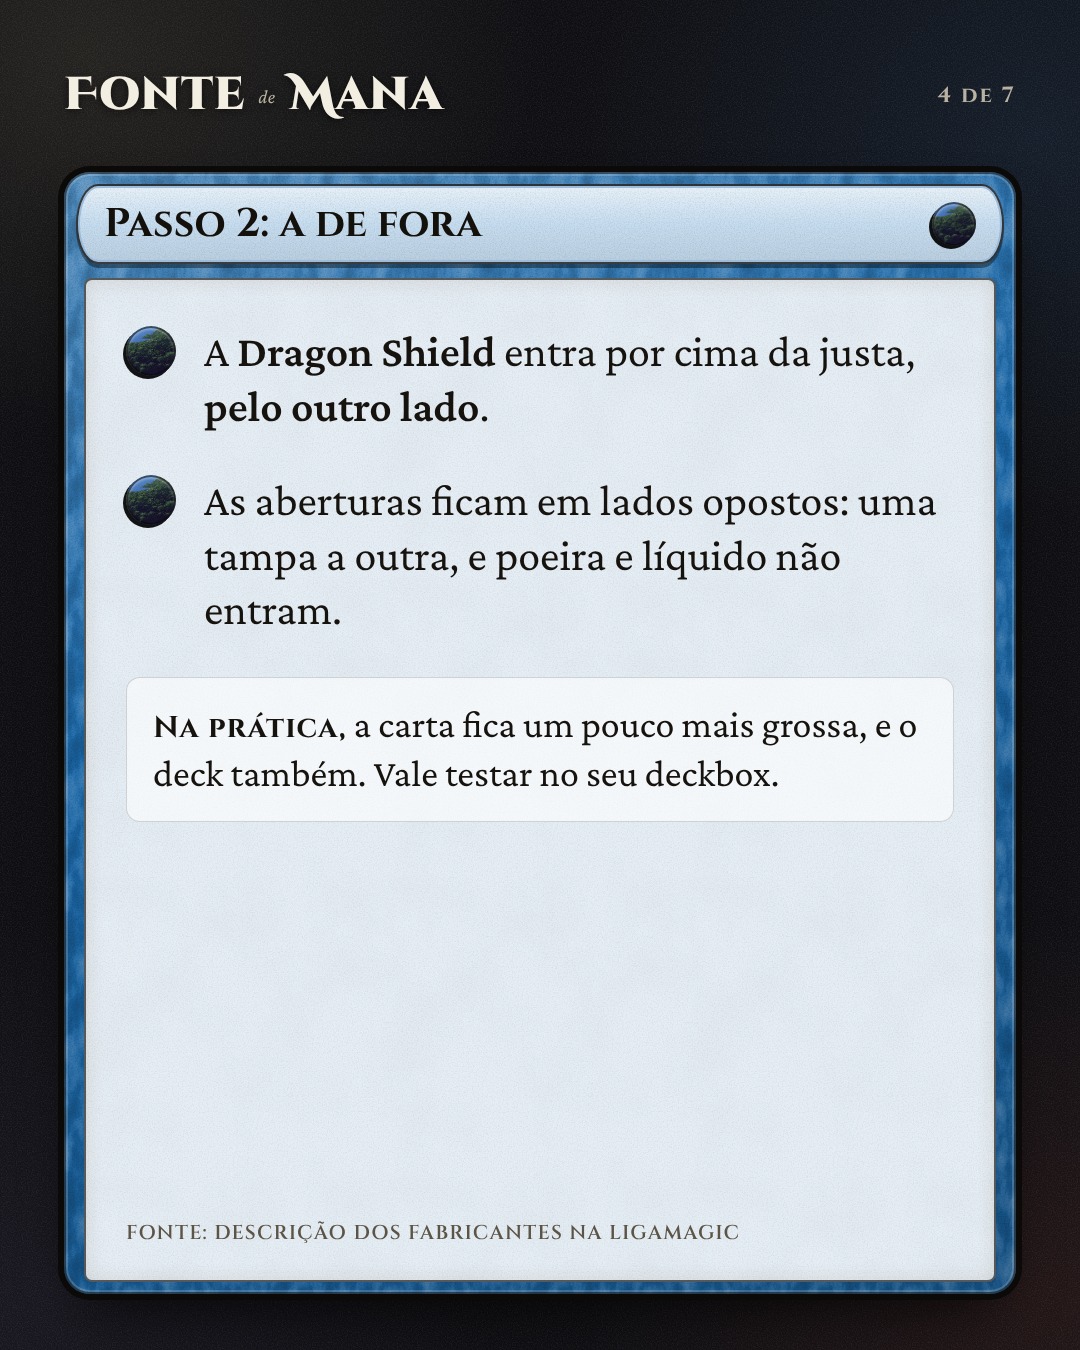 Fonte de Mana
4 de 7
Passo 2: a de fora
A Dragon Shield entra por cima da justa,
pelo outro lado.
As aberturas ficam em lados opostos: uma
tampa a outra, e poeira e líquido não
entram.
Na prática, a carta fica um pouco mais grossa, e o
deck também. Vale testar no seu deckbox.
FONTE: DESCRIÇÃO DOS FABRICANTES NA LIGAMAGIC